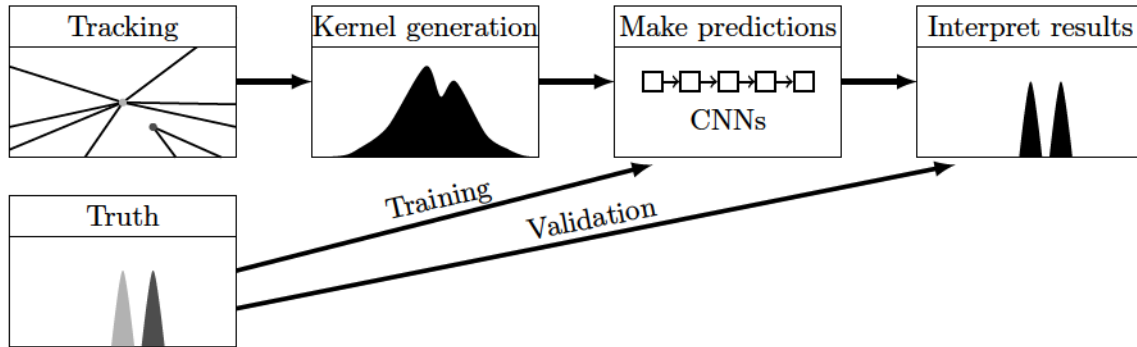 Tracking
Kernel generation
Make predictions
Interpret results
CNNs
Training
Validation
Truth